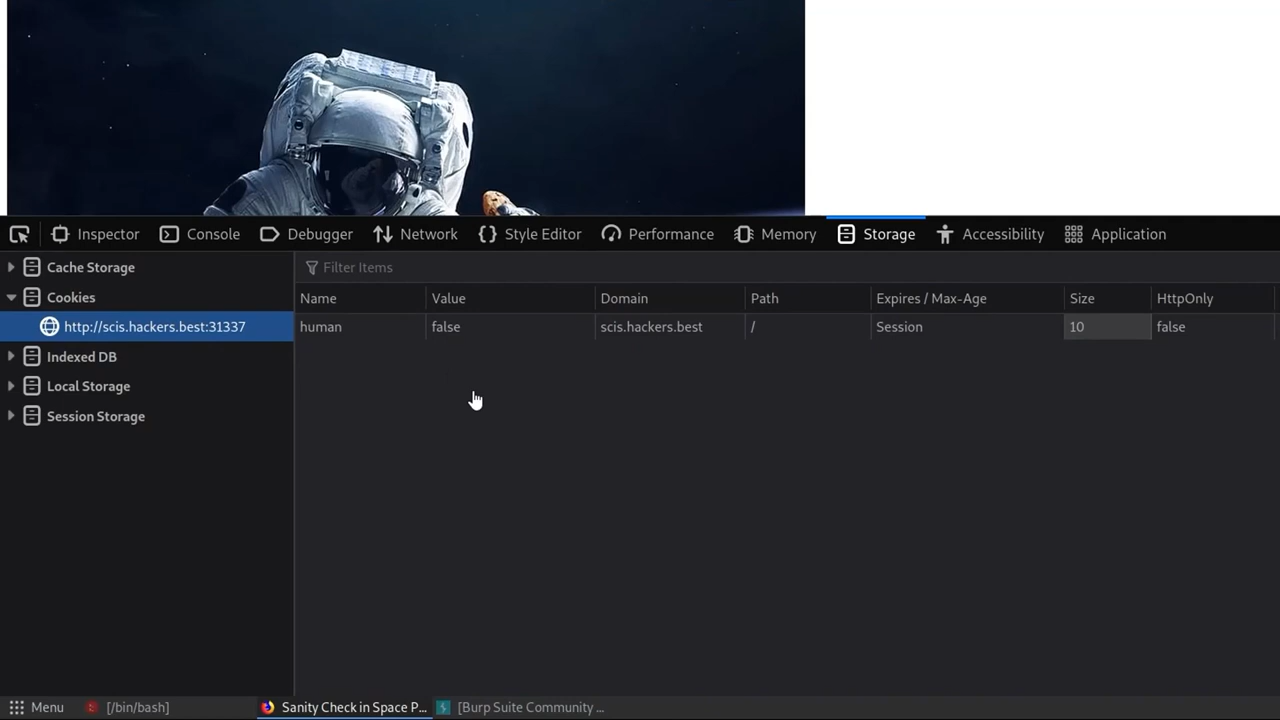 Inspector Console Debugger Network Style Editor Performance Memory Storage Accessibility Application
Cache Storage
Filter Items
Cookies
Name Value Domain Path Expires / Max-Age Size HttpOnly
http://scis.hackers.best:31337
human false scis.hackers.best / Session 10 false
Indexed DB
Local Storage
Session Storage
Menu [/bin/bash] Sanity Check in Space P... [Burp Suite Community ...